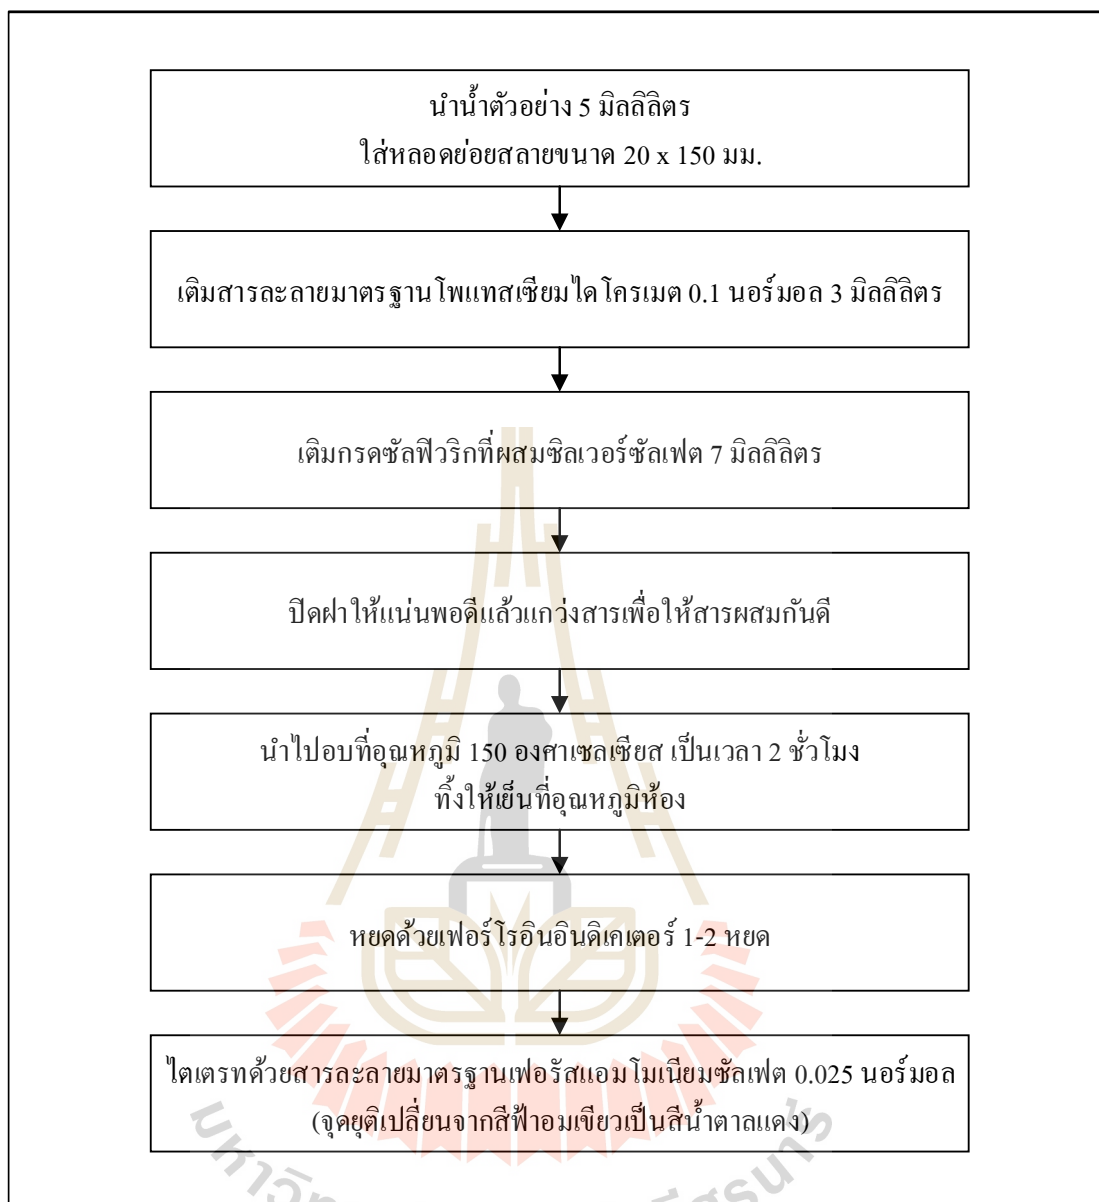 นำน้ำตัวอย่าง 5 มิลลิลิตร
ใส่หลอดย่อยสลายขนาด 20 x 150 มม.
เติมสารละลายมาตรฐานโพแทสเซียมไดโครเมต 0.1 นอร์มอล 3 มิลลิลิตร
เติมกรดซัลฟิวริกที่ผสมซิลเวอร์ซัลเฟต 7 มิลลิลิตร
ปิดฝาให้แน่นพอดีแล้วแกว่งสารเพื่อให้สารผสมกันดี
นำไปอบที่อุณหภูมิ 150 องศาเซลเซียส เป็นเวลา 2 ชั่วโมง
ทิ้งให้เย็นที่อุณหภูมิห้อง
หยดด้วยเฟอร์โรอินอินดิเคเตอร์ 1-2 หยด
ไตเตรทด้วยสารละลายมาตรฐานเฟอรัสแอมโมเนียมซัลเฟต 0.025 นอร์มอล
(จุดยุติเปลี่ยนจากสีฟ้าอมเขียวเป็นสีน้ำตาลแดง)